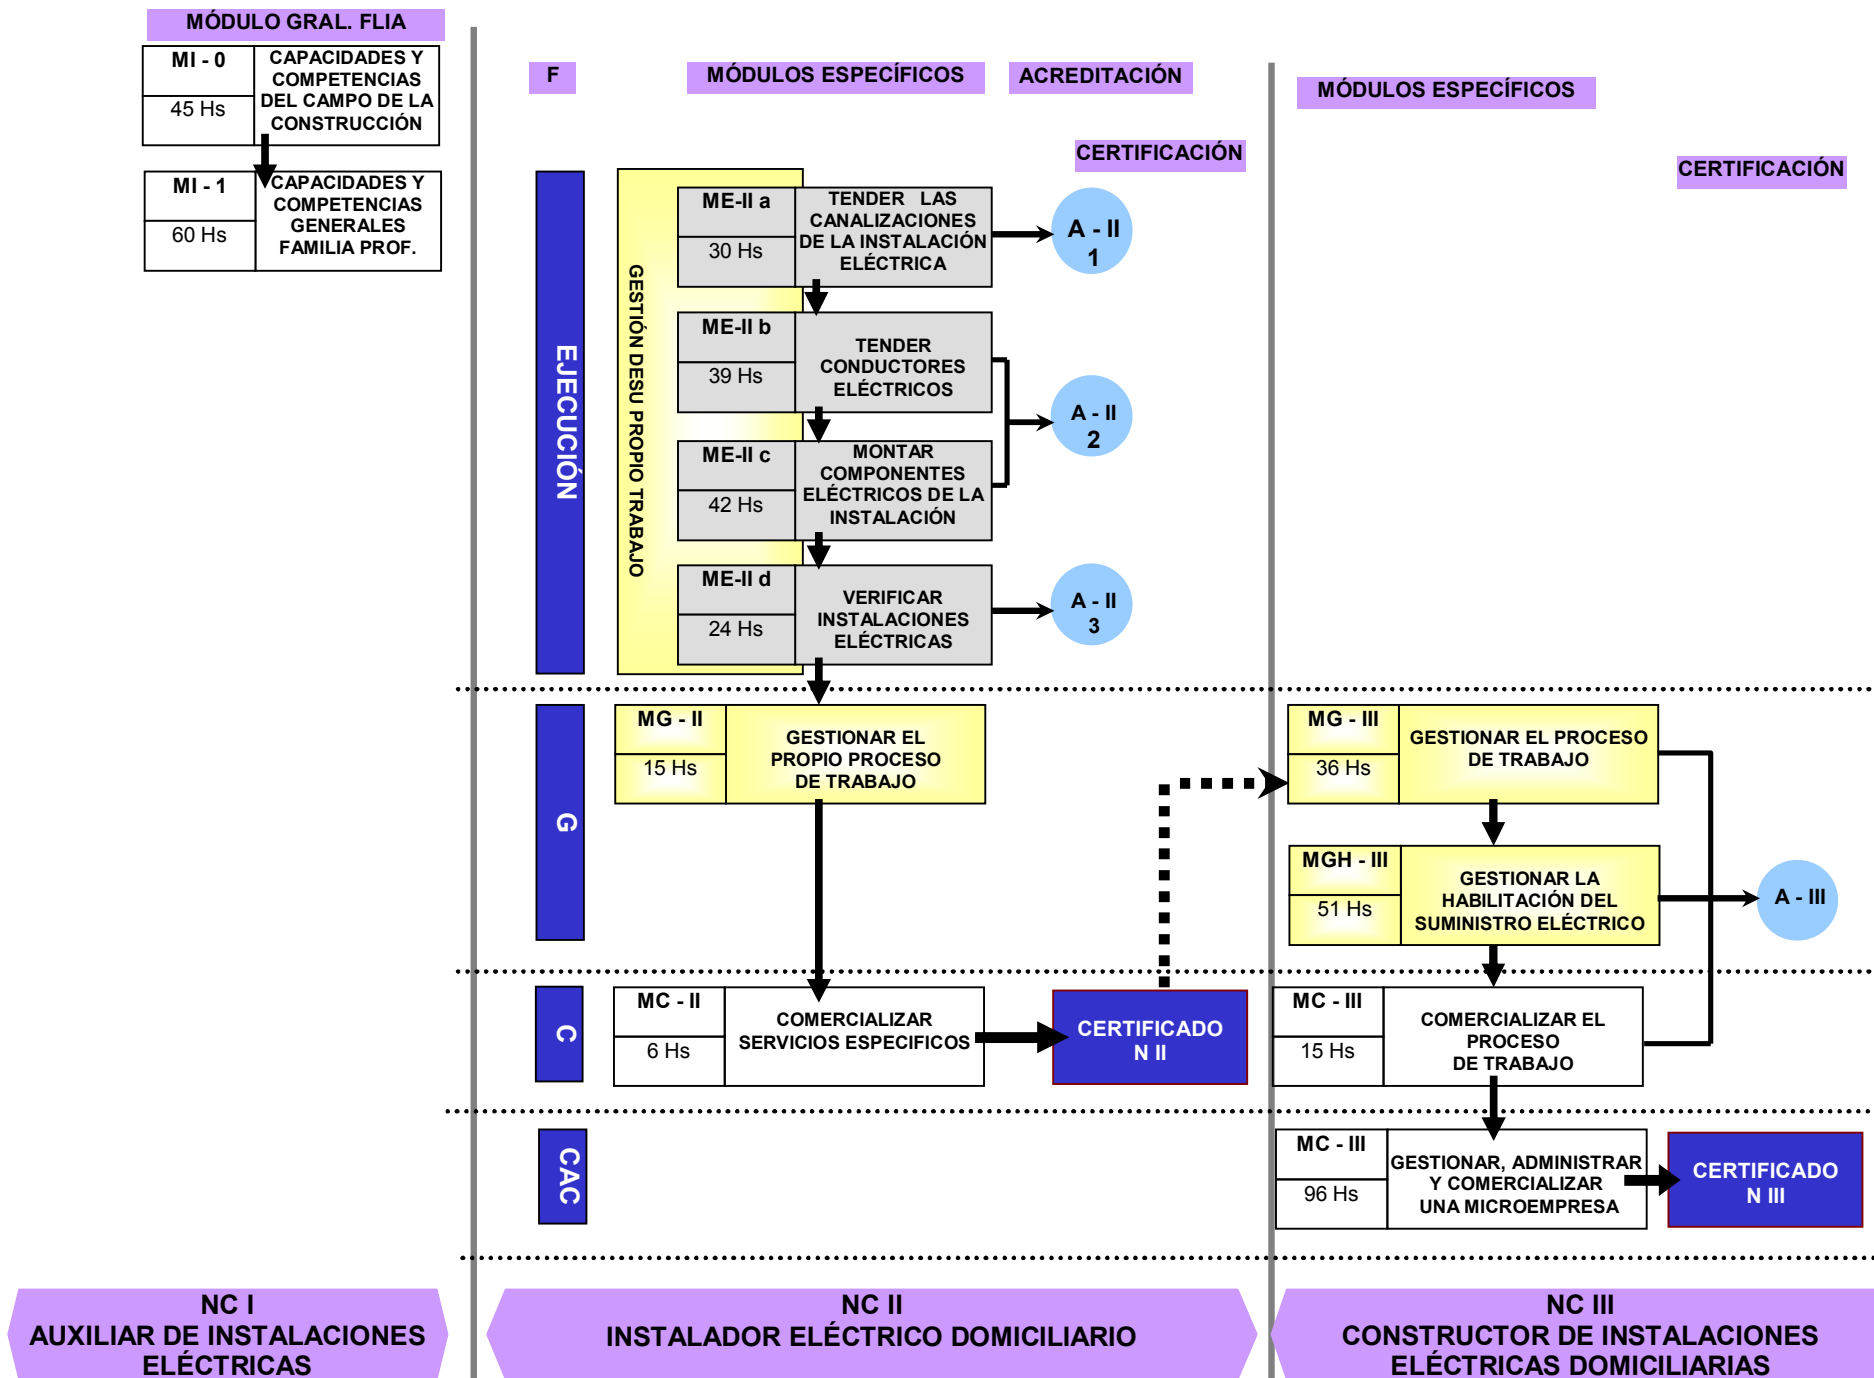 MÓDULO GRAL. FLIA
MI - 0
45 Hs
CAPACIDADES Y
COMPETENCIAS
DEL CAMPO DE LA
CONSTRUCCIÓN
MI - 1
60 Hs
CAPACIDADES Y
COMPETENCIAS
GENERALES
FAMILIA PROF.
F
MÓDULOS ESPECÍFICOS
ACREDITACIÓN
CERTIFICACIÓN
EJECUCIÓN
GESTIÓN DESU PROPIO TRABAJO
ME-II a
30 Hs
TENDER LAS
CANALIZACIONES
DE LA INSTALACIÓN
ELÉCTRICA
A - II
1
ME-II b
39 Hs
TENDER
CONDUCTORES
ELÉCTRICOS
A - II
2
ME-II c
42 Hs
MONTAR
COMPONENTES
ELÉCTRICOS DE LA
INSTALACIÓN
ME-II d
24 Hs
VERIFICAR
INSTALACIONES
ELÉCTRICAS
A - II
3
G
MG - II
15 Hs
GESTIONAR EL
PROPIO PROCESO
DE TRABAJO
C
MC - II
6 Hs
COMERCIALIZAR
SERVICIOS ESPECIFICOS
CERTIFICADO
N II
CAC
MÓDULOS ESPECÍFICOS
CERTIFICACIÓN
MG - III
36 Hs
GESTIONAR EL PROCESO
DE TRABAJO
MGH - III
51 Hs
GESTIONAR LA
HABILITACIÓN DEL
SUMINISTRO ELÉCTRICO
A - III
MC - III
15 Hs
COMERCIALIZAR EL
PROCESO
DE TRABAJO
MC - III
96 Hs
GESTIONAR, ADMINISTRAR
Y COMERCIALIZAR
UNA MICROEMPRESA
CERTIFICADO
N III
NC I
AUXILIAR DE INSTALACIONES
ELÉCTRICAS
NC II
INSTALADOR ELÉCTRICO DOMICILIARIO
NC III
CONSTRUCTOR DE INSTALACIONES
ELÉCTRICAS DOMICILIARIAS